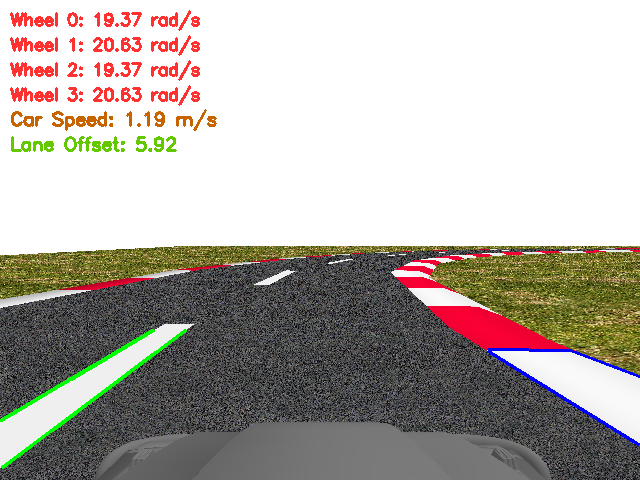 Wheel 0: 19.37 rad/s
Wheel 1: 20.63 rad/s
Wheel 2: 19.37 rad/s
Wheel 3: 20.63 rad/s
Car Speed: 1.19 m/s
Lane Offset: 5.92